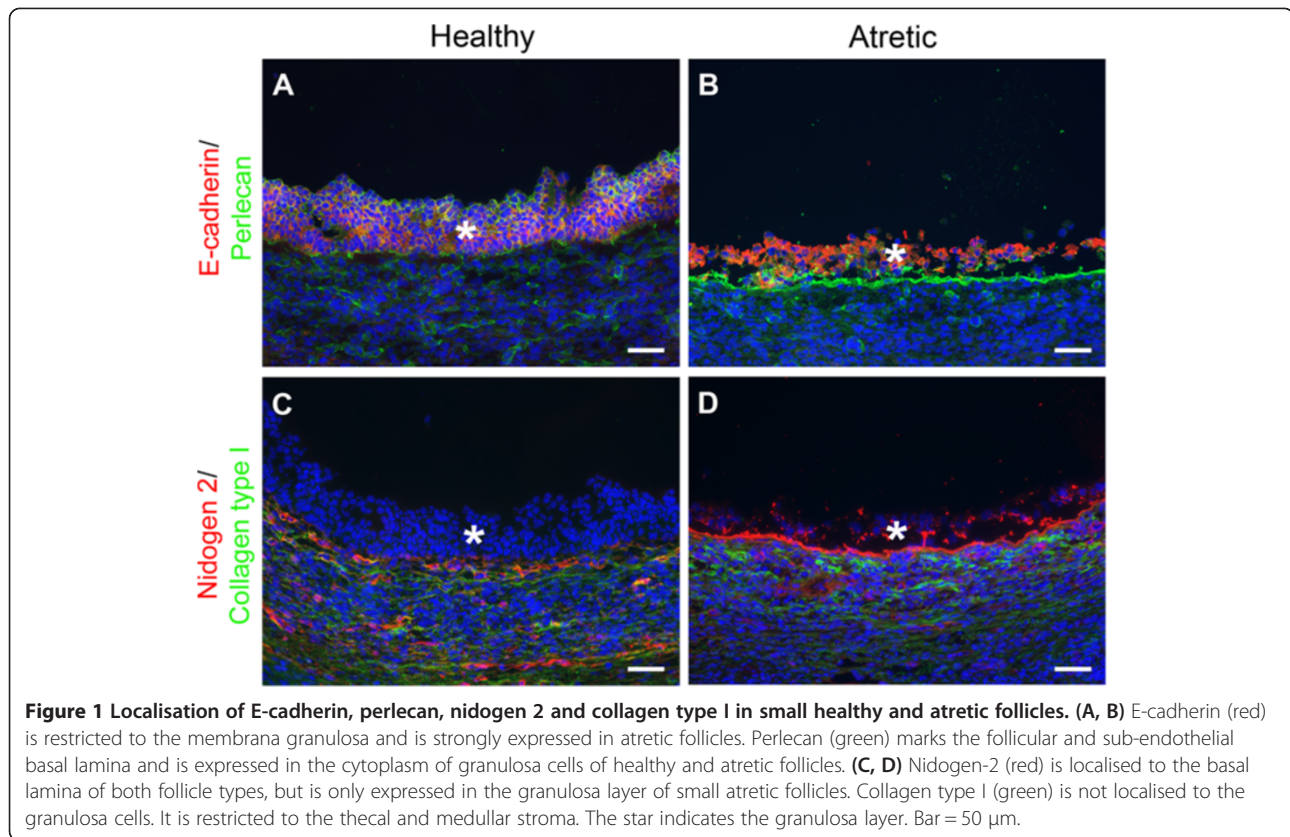 Healthy
Atretic
A
B
E-cadherin/
Perlecan
*
*
C
D
Nidogen 2/
Collagen type I
*
*
Figure 1 Localisation of E-cadherin, perlecan, nidogen 2 and collagen type I in small healthy and atretic follicles. (A, B) E-cadherin (red)
is restricted to the membrana granulosa and is strongly expressed in atretic follicles. Perlecan (green) marks the follicular and sub-endothelial
basal lamina and is expressed in the cytoplasm of granulosa cells of healthy and atretic follicles. (C, D) Nidogen-2 (red) is localised to the basal
lamina of both follicle types, but is only expressed in the granulosa layer of small atretic follicles. Collagen type I (green) is not localised to the
granulosa cells. It is restricted to the thecal and medullar stroma. The star indicates the granulosa layer. Bar = 50 μm.